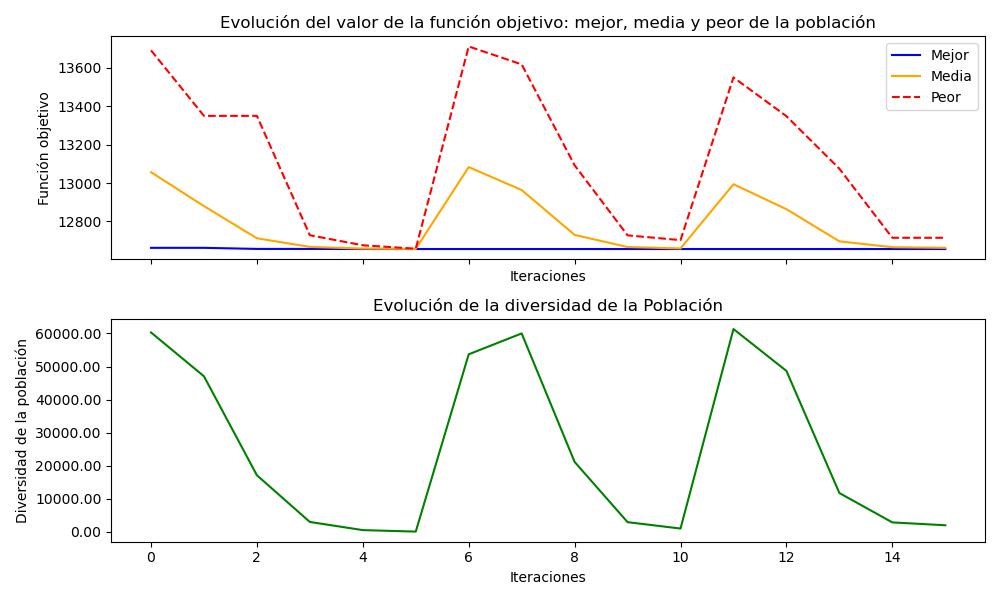 Evolución del valor de la función objetivo: mejor, media y peor de la población
Función objetivo
13600
13400
13200
13000
12800
Mejor
Media
Peor
Iteraciones
Evolución de la diversidad de la Población
Diversidad de la población
60000.00
50000.00
40000.00
30000.00
20000.00
10000.00
0.00
0 2 4 6 8 10 12 14
Iteraciones